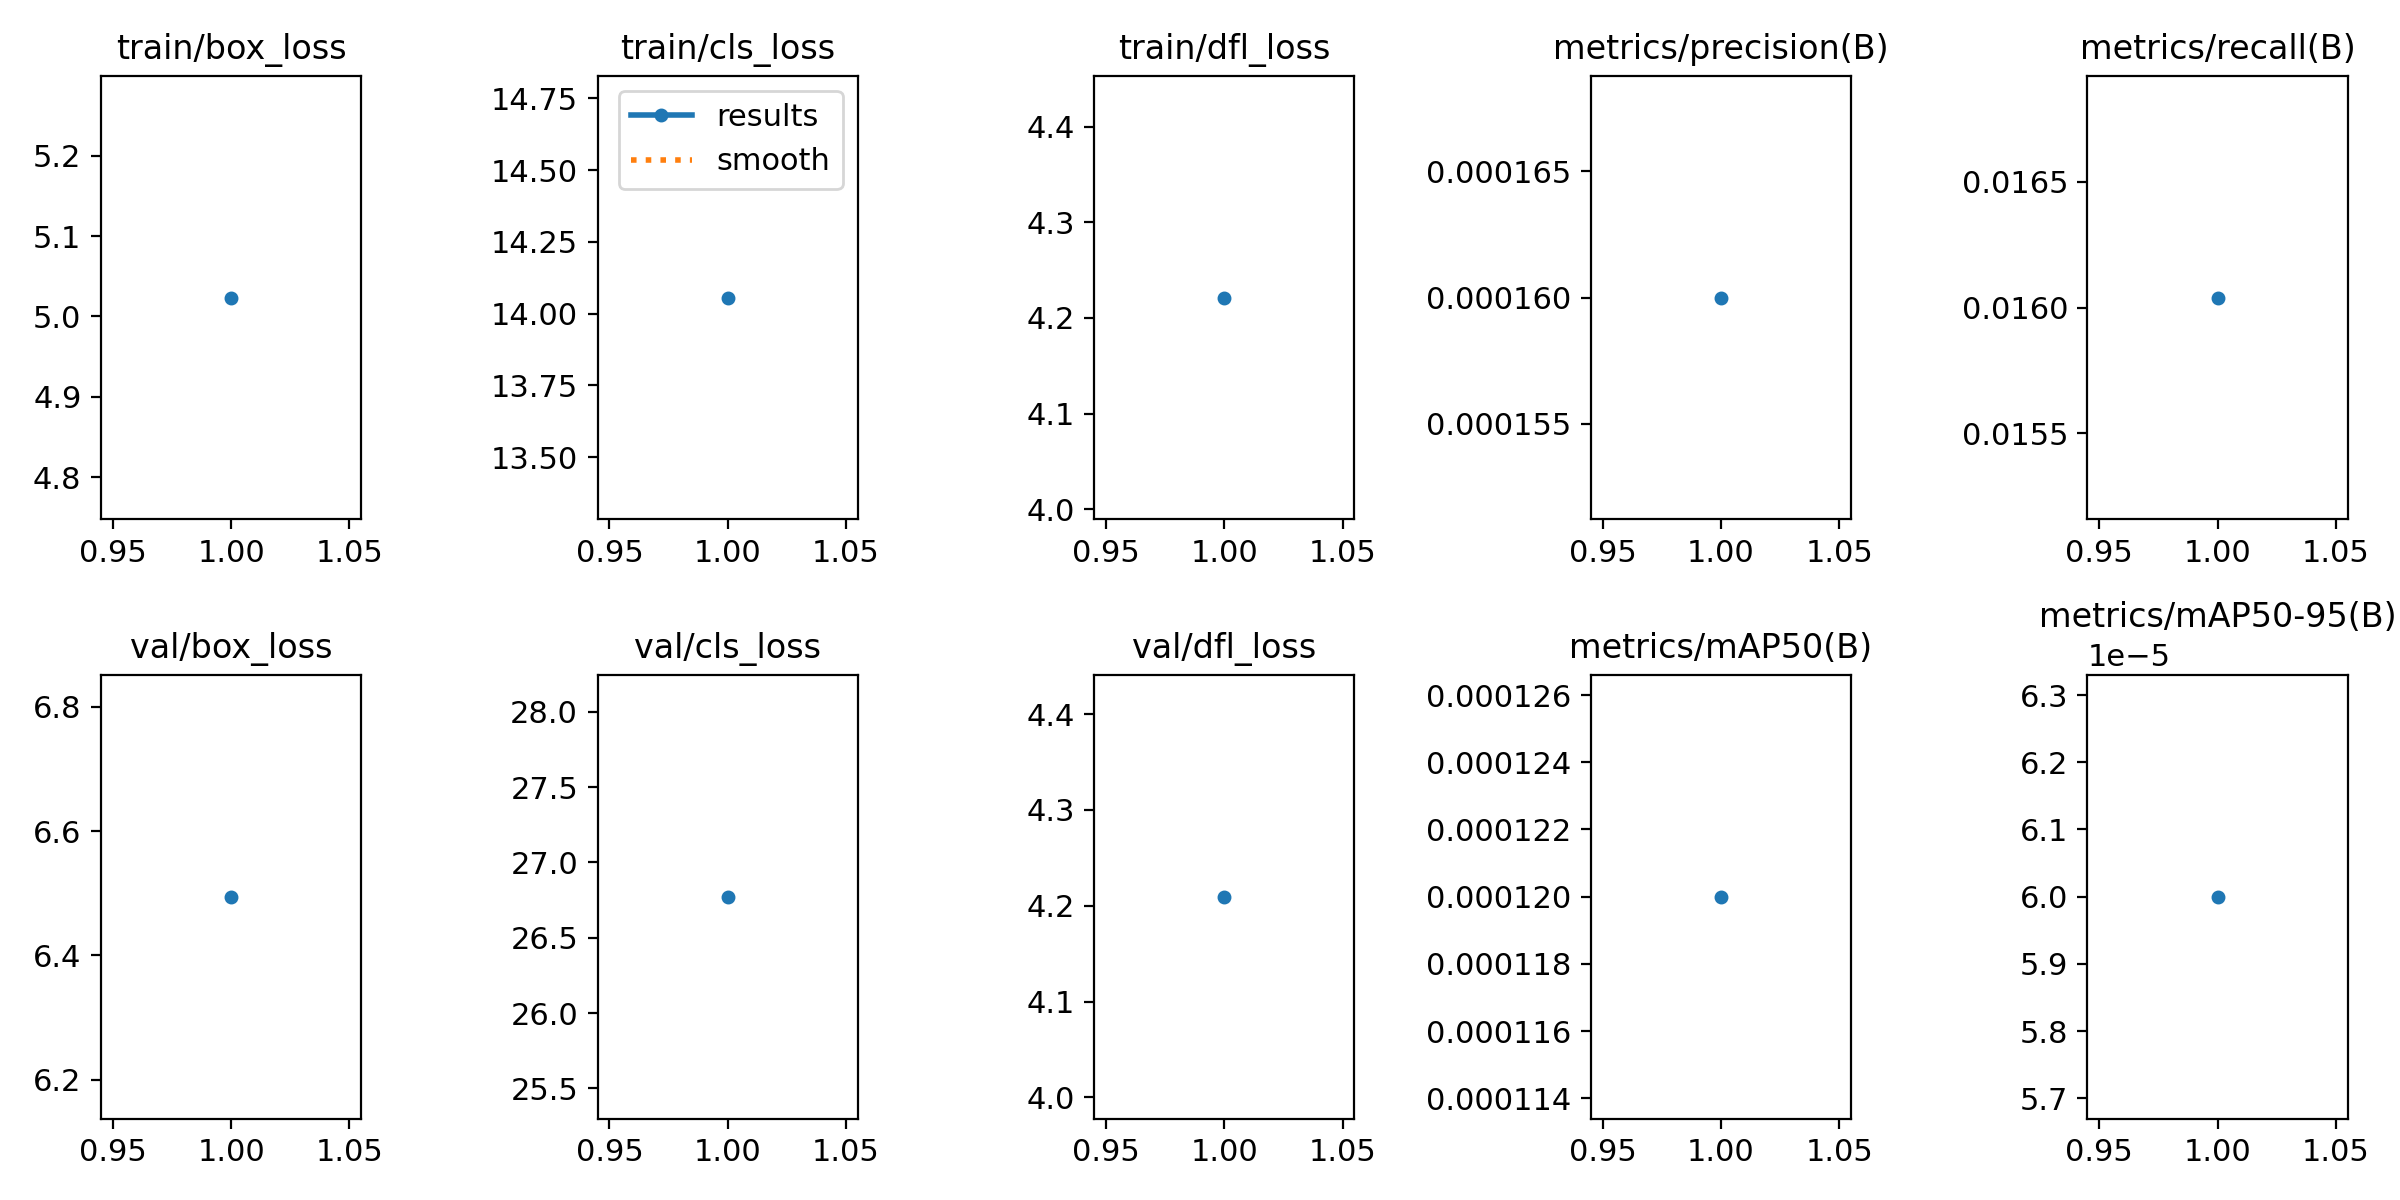 train/box_loss
5.2
5.1
5.0
4.9
4.8
0.95 1.00 1.05
train/cls_loss
results
smooth
14.75
14.50
14.25
14.00
13.75
13.50
0.95 1.00 1.05
train/dfl_loss
4.4
4.3
4.2
4.1
4.0
0.95 1.00 1.05
metrics/precision(B)
0.000165
0.000160
0.000155
0.95 1.00 1.05
metrics/recall(B)
0.0165
0.0160
0.0155
0.95 1.00 1.05
val/box_loss
6.8
6.6
6.4
6.2
0.95 1.00 1.05
val/cls_loss
28.0
27.5
27.0
26.5
26.0
25.5
0.95 1.00 1.05
val/dfl_loss
4.4
4.3
4.2
4.1
4.0
0.95 1.00 1.05
metrics/mAP50(B)
0.000126
0.000124
0.000122
0.000120
0.000118
0.000116
0.000114
0.95 1.00 1.05
metrics/mAP50-95(B)
1e−5
6.3
6.2
6.1
6.0
5.9
5.8
5.7
0.95 1.00 1.05